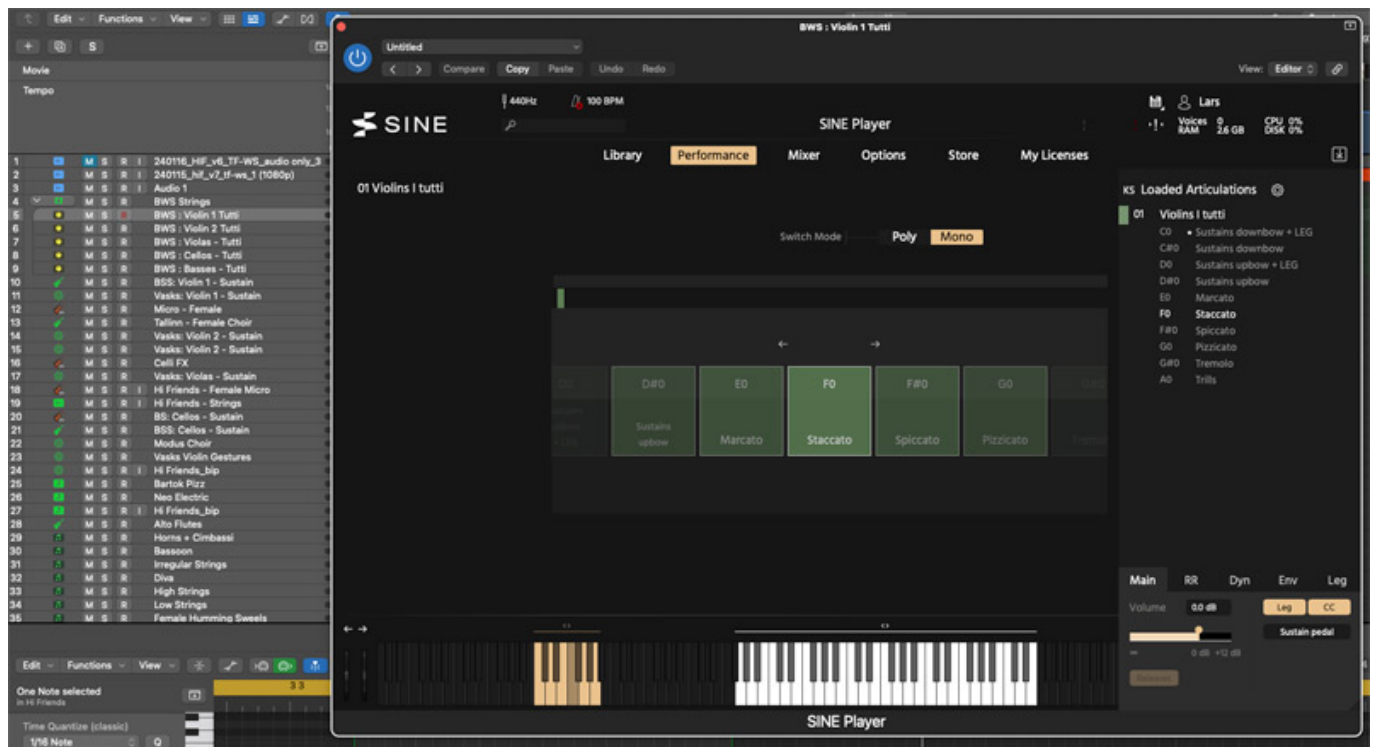 Edit Functions View
BWS : Violin 1 Tutti
S
Untitled
Compare Copy Paste Undo Redo
View: Editor
Movie
Tempo
SINE
440Hz 100 BPM
SINE Player
Lars
Voices 0 CPU 0%
RAM 2.6 GB DISK 0%
Library Performance Mixer Options Store My Licenses
1 M S R I 240116_HIF_v6_TF-WS_audio only_3
2 M S R I 240115_hif_v7_tf-ws_1 (1080p)
3 M S R I Audio 1
4 M S R BWS Strings
5 M S R BWS : Violin 1 Tutti
6 M S R BWS : Violin 2 Tutti
7 M S R BWS : Violas - Tutti
8 M S R BWS : Cellos - Tutti
9 M S R BWS : Basses - Tutti
10 M S R BSS: Violin 1 - Sustain
11 M S R Vasks: Violin 1 - Sustain
12 M S R Micro - Female
13 M S R Tallinn - Female Choir
14 M S R Vasks: Violin 2 - Sustain
15 M S R Vasks: Violin 2 - Sustain
16 M S R Celli FX
17 M S R Vasks: Violas - Sustain
18 M S R I Hi Friends - Female Micro
19 M S R I Hi Friends - Strings
20 M S R BS: Cellos - Sustain
21 M S R BSS: Cellos - Sustain
22 M S R Modus Choir
23 M S R Vasks Violin Gestures
24 M S R I Hi Friends_bip
25 M S R Bartok Pizz
26 M S R Neo Electric
27 M S R I Hi Friends_bip
28 M S R Alto Flutes
29 M S R Horns + Cimbassi
30 M S R Bassoon
31 M S R Irregular Strings
32 M S R Diva
33 M S R High Strings
34 M S R Low Strings
35 M S R Female Humming Sweels
01 Violins I tutti
Switch Mode Poly Mono
D#0 E0 F0 F#0 G0
Sustains upbow Marcato Staccato Spiccato Pizzicato
KS Loaded Articulations
01 Violins I tutti
C0 Sustains downbow + LEG
C#0 Sustains downbow
D0 Sustains upbow + LEG
D#0 Sustains upbow
E0 Marcato
F0 Staccato
F#0 Spiccato
G0 Pizzicato
G#0 Tremolo
A0 Trills
Main RR Dyn Env Leg
Volume 0.0 dB Leg CC
Sustain pedal
∞ 0 dB +12 dB
SINE Player
Edit Functions View
One Note selected
in Hi Friends
3 3
Time Quantize (classic)
1/16 Note Q